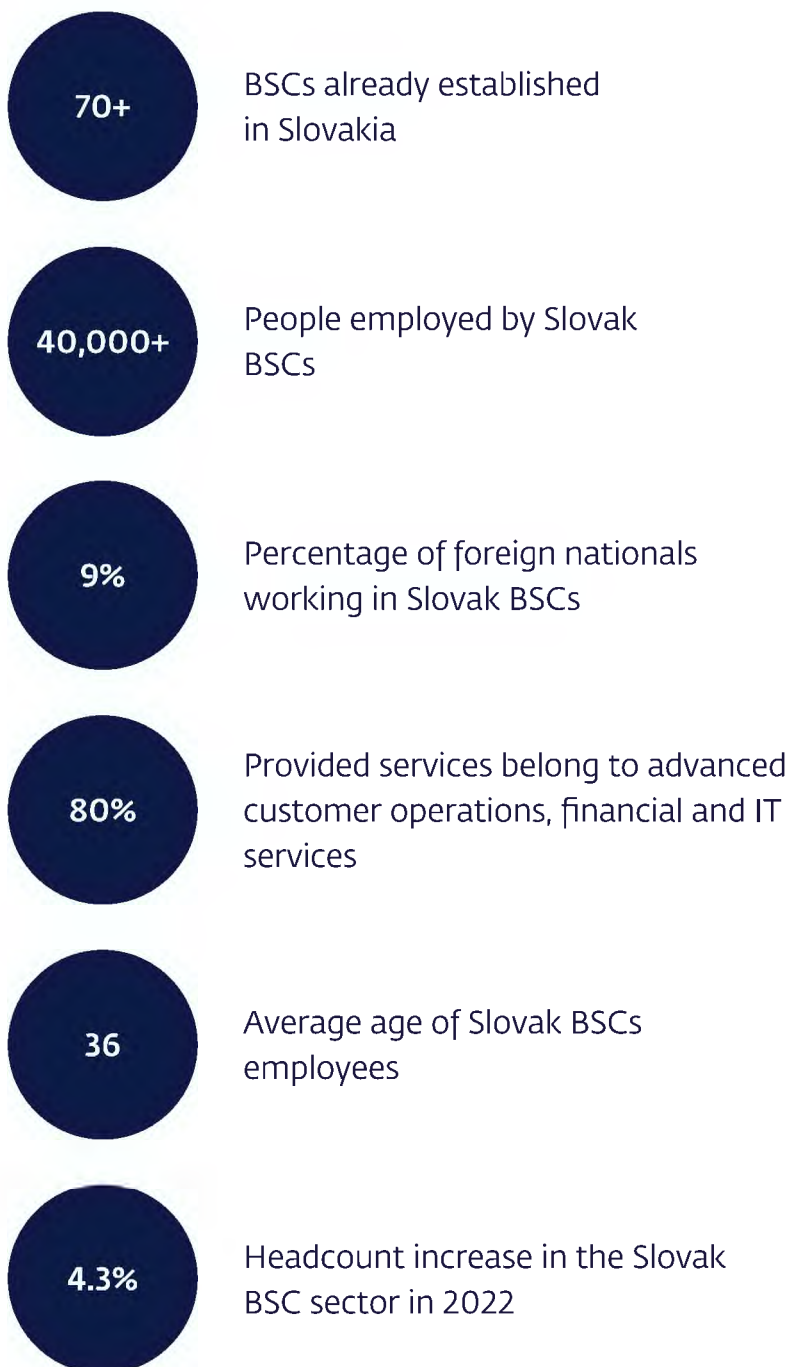 70+
BSCs already established
in Slovakia
40,000+
People employed by Slovak
BSCs
9%
Percentage of foreign nationals
working in Slovak BSCs
80%
Provided services belong to advanced
customer operations, financial and IT
services
36
Average age of Slovak BSCs
employees
4.3%
Headcount increase in the Slovak
BSC sector in 2022